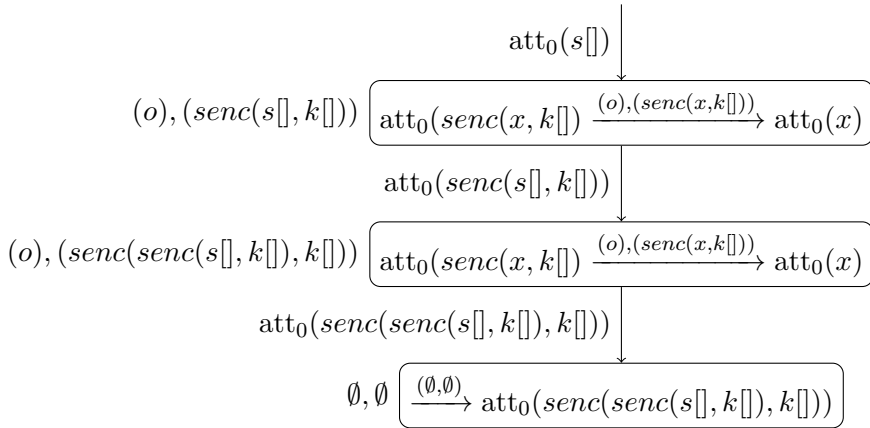 att₀(s[])
(o), (senc(s[], k[])) att₀(senc(x, k[]) (o),(senc(x,k[])) → att₀(x)
att₀(senc(s[], k[]))
(o), (senc(senc(s[], k[]), k[])) att₀(senc(x, k[]) (o),(senc(x,k[])) → att₀(x)
att₀(senc(senc(s[], k[]), k[]))
∅, ∅ (∅,∅) → att₀(senc(senc(s[], k[]), k[]))